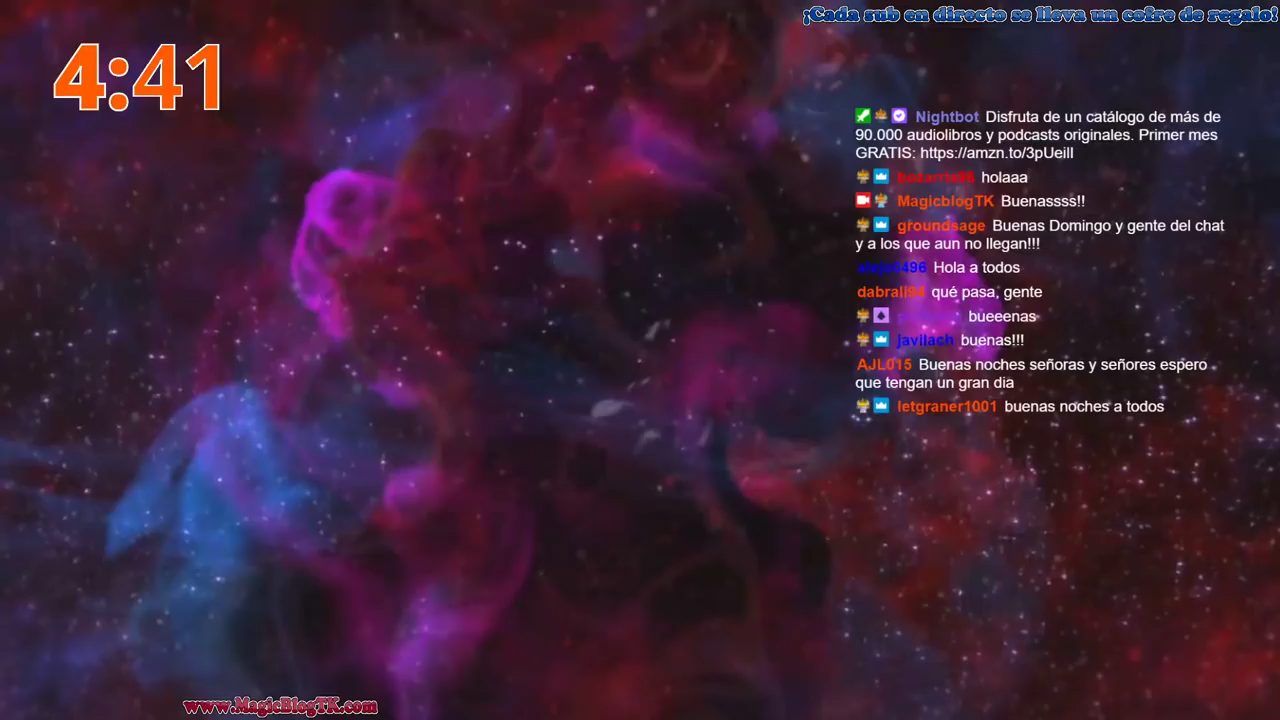 ¡Cada sub en directo se lleva un cofre de regalo!
4:41
Nightbot Disfruta de un catálogo de más de
90.000 audiolibros y podcasts originales. Primer mes
GRATIS: https://amzn.to/3pUeiIl
holaaa
MagicblogTK Buenassss!!
groundsage Buenas Domingo y gente del chat
y a los que aun no llegan!!!
alejo0496 Hola a todos
dabrali94 qué pasa, gente
bueeenas
javilach buenas!!!
AJL015 Buenas noches señoras y señores espero
que tengan un gran dia
letgraner1001 buenas noches a todos
www.MagicBlogTK.com